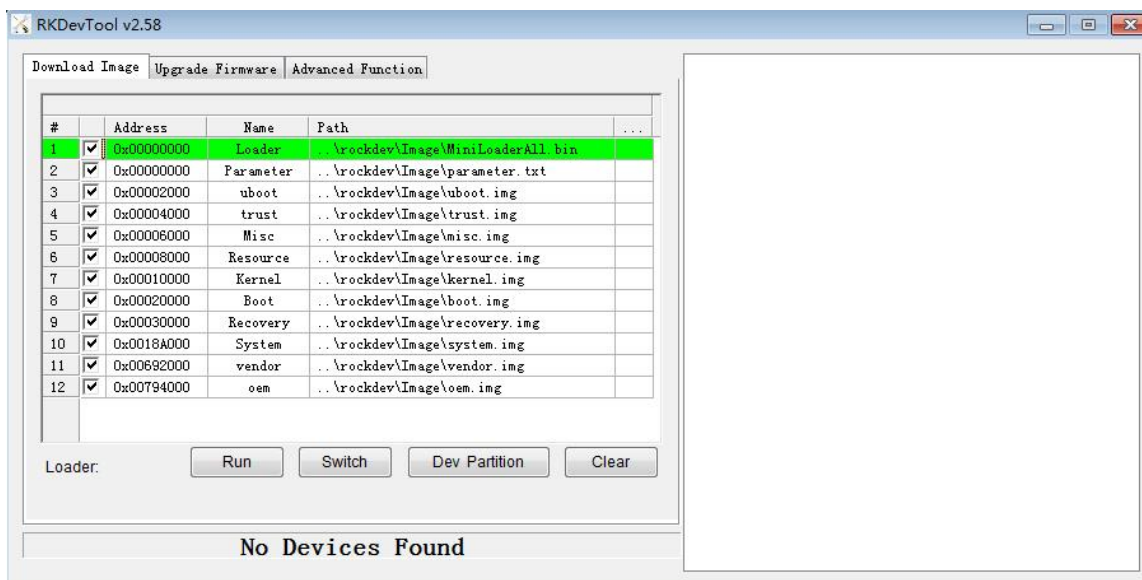 RKDevTool v2.58
Download Image Upgrade Firmware Advanced Function
# Address Name Path ...
1 0x00000000 Loader ..\rockdev\Image\MiniLoaderAll.bin
2 0x00000000 Parameter ..\rockdev\Image\parameter.txt
3 0x00002000 uboot ..\rockdev\Image\uboot.img
4 0x00004000 trust ..\rockdev\Image\trust.img
5 0x00006000 Misc ..\rockdev\Image\misc.img
6 0x00008000 Resource ..\rockdev\Image\resource.img
7 0x00010000 Kernel ..\rockdev\Image\kernel.img
8 0x00020000 Boot ..\rockdev\Image\boot.img
9 0x00030000 Recovery ..\rockdev\Image\recovery.img
10 0x0018A000 System ..\rockdev\Image\system.img
11 0x00692000 vendor ..\rockdev\Image\vendor.img
12 0x00794000 oem ..\rockdev\Image\oem.img
Loader: Run Switch Dev Partition Clear
No Devices Found